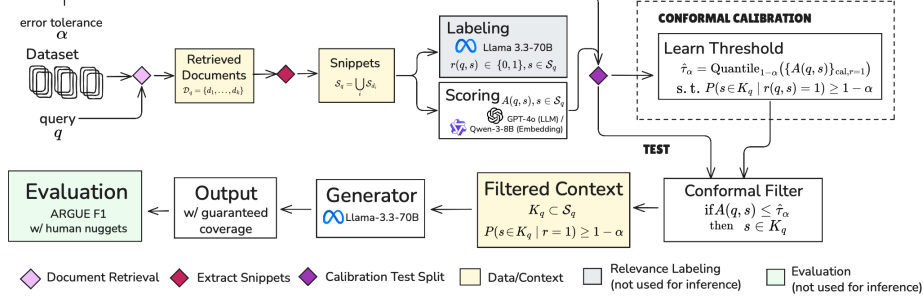 error tolerance
α
Dataset
query
q
Retrieved
Documents
𝒟_q = {d_1, . . . , d_k}
Snippets
𝒮_q = ⋃_i 𝒮_{d_i}
Labeling
Llama 3.3-70B
r(q, s) ∈ {0, 1}, s ∈ 𝒮_q
Scoring A(q, s), s ∈ 𝒮_q
GPT-4o (LLM) /
Qwen-3-8B (Embedding)
CONFORMAL CALIBRATION
Learn Threshold
τ̂_α = Quantile_{1−α}({A(q, s)}_{cal,r=1})
s. t. P(s∈K_q | r(q, s) = 1) ≥ 1 − α
TEST
Evaluation
ARGUE F1
w/ human nuggets
Output
w/ guaranteed
coverage
Generator
Llama-3.3-70B
Filtered Context
K_q ⊂ 𝒮_q
P(s∈K_q | r = 1) ≥ 1 − α
Conformal Filter
if A(q, s) ≤ τ̂_α
then s ∈ K_q
Document Retrieval
Extract Snippets
Calibration Test Split
Data/Context
Relevance Labeling
(not used for inference)
Evaluation
(not used for inference)